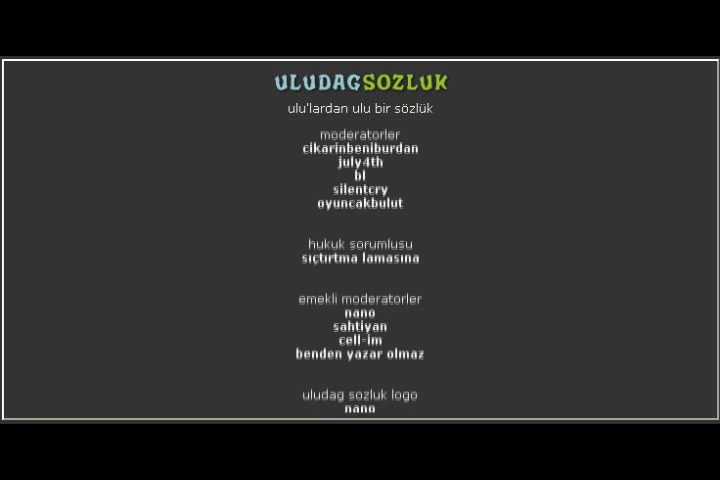 ULUDAGSOZLUK
ulu'lardan ulu bir sözlük
moderatorler
cikarinbeniburdan
july4th
bl
silentcry
oyuncakbulut
hukuk sorumlusu
sıçtırtma lamasına
emekli moderatorler
nano
sahtiyan
cell-im
benden yazar olmaz
uludag sozluk logo
nano